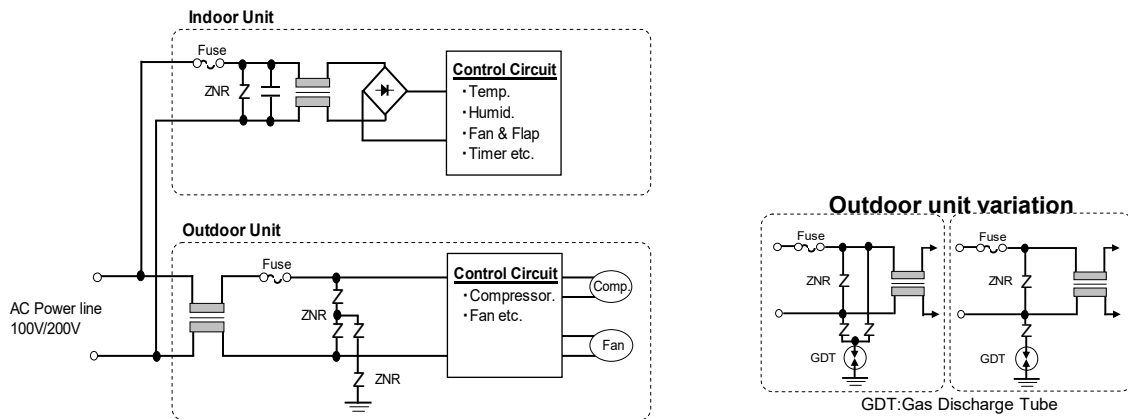 Indoor Unit
Fuse
ZNR
Control Circuit
・Temp.
・Humid.
・Fan & Flap
・Timer etc.
Outdoor Unit
AC Power line
100V/200V
Fuse
ZNR
ZNR
Control Circuit
・Compressor.
・Fan etc.
Comp.
Fan
Outdoor unit variation
Fuse
ZNR
GDT
Fuse
ZNR
GDT
GDT:Gas Discharge Tube